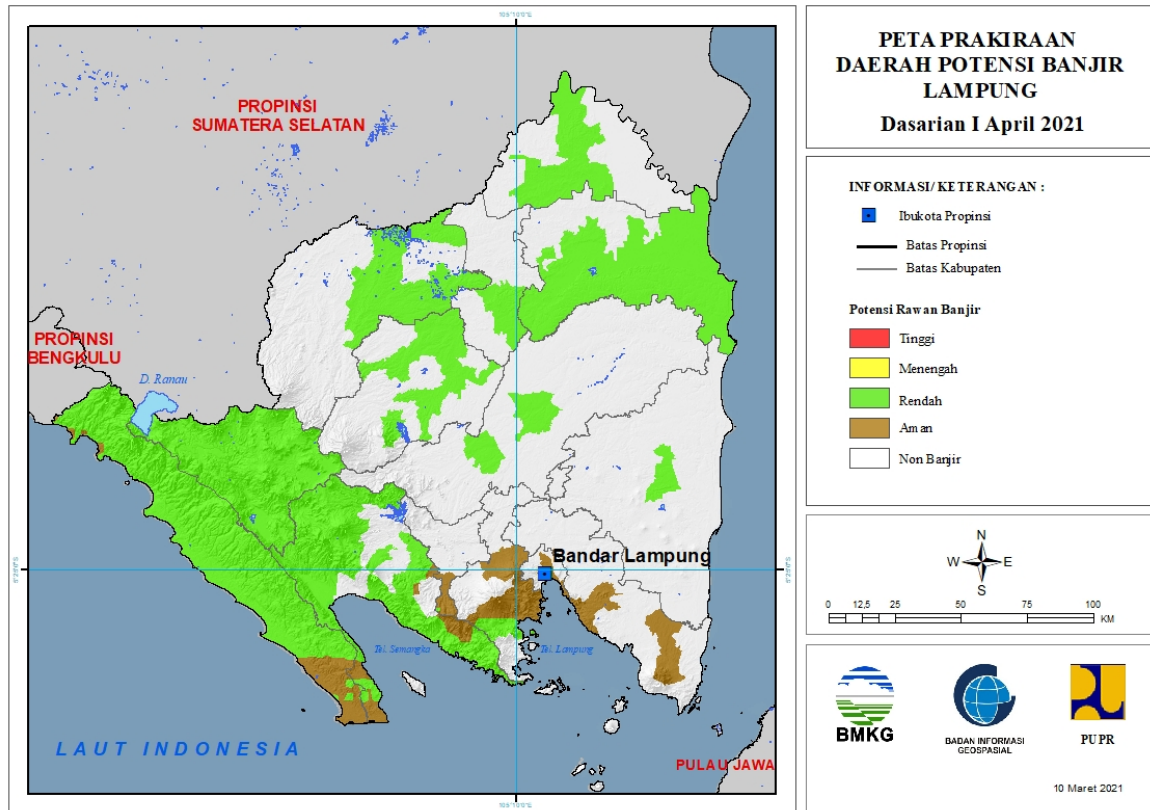 PETA PRAKIRAAN
DAERAH POTENSI BANJIR
LAMPUNG
Dasarian I April 2021
INFORMASI/ KETERANGAN :
Ibukota Propinsi
Batas Propinsi
Batas Kabupaten
Potensi Rawan Banjir
Tinggi
Menengah
Rendah
Aman
Non Banjir
N
W E
S
0 12,5 25 50 75 100
KM
BMKG
BADAN INFORMASI
GEOSPASIAL
PUPR
10 Maret 2021
PROPINSI
SUMATERA SELATAN
PROPINSI
BENGKULU
D. Ranau
Bandar Lampung
Tel. Semangka
Tel. Lampung
LAUT INDONESIA
PULAU JAWA